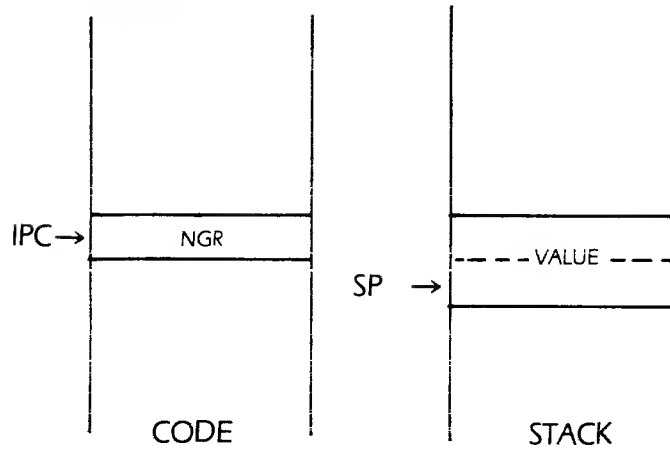 IPC→ NGR
VALUE
SP →
CODE
STACK